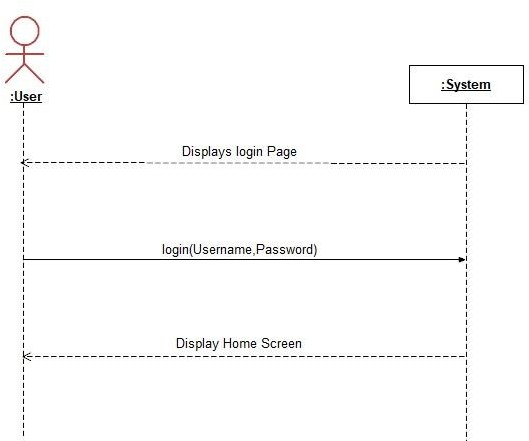 :User
:System
Displays login Page
login(Username,Password)
Display Home Screen